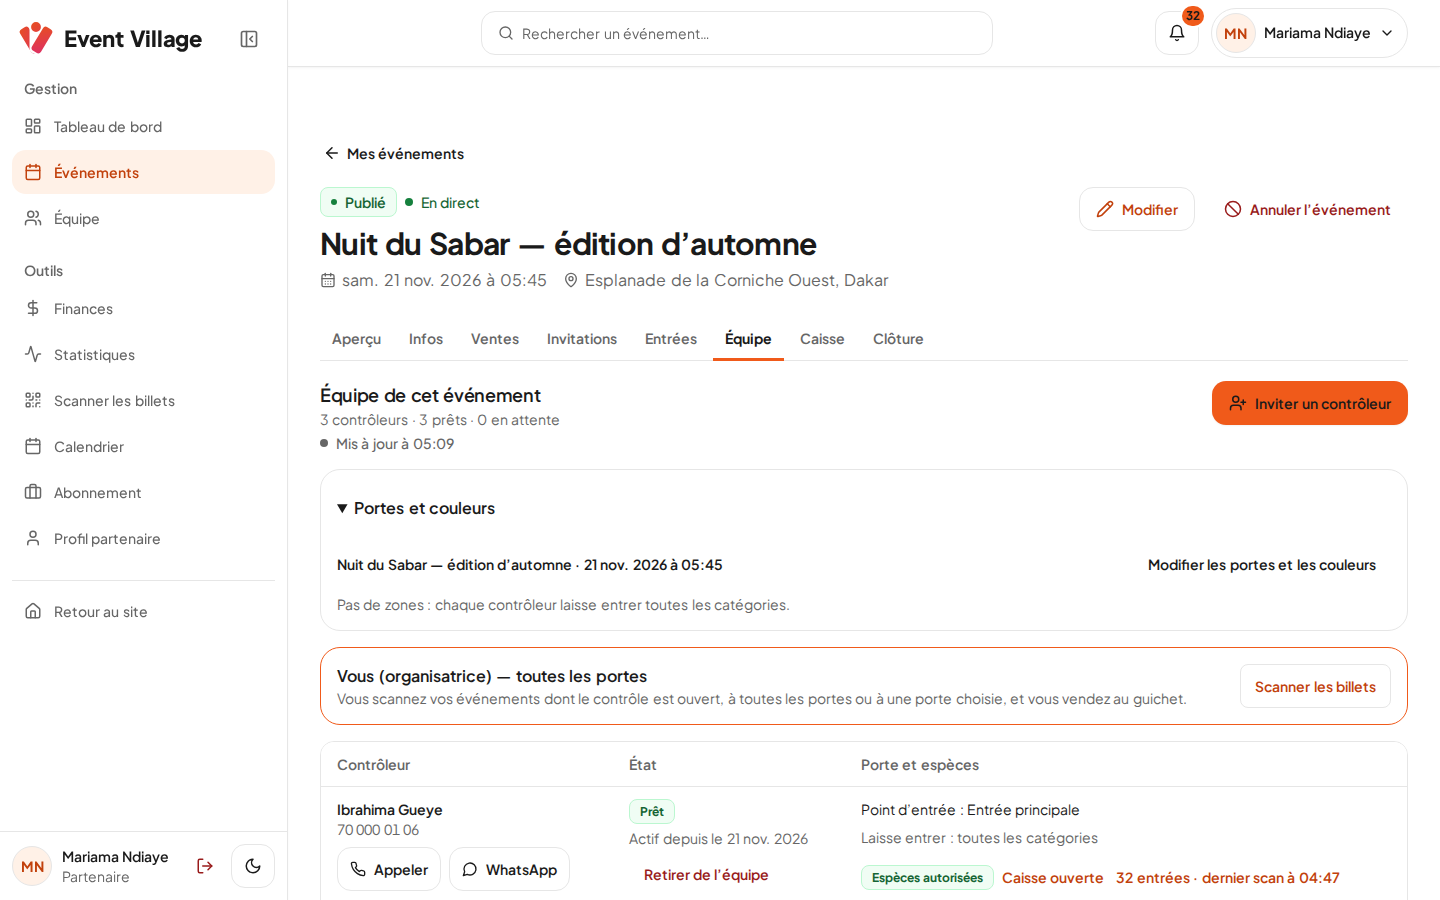 Event Village
Rechercher un événement...
32
MN
Mariama Ndiaye
Gestion
Tableau de bord
Événements
Équipe
Outils
Finances
Statistiques
Scanner les billets
Calendrier
Abonnement
Profil partenaire
Retour au site
MN
Mariama Ndiaye
Partenaire
Mes événements
Publié
En direct
Modifier
Annuler l’événement
Nuit du Sabar — édition d’automne
sam. 21 nov. 2026 à 05:45
Esplanade de la Corniche Ouest, Dakar
Aperçu
Infos
Ventes
Invitations
Entrées
Équipe
Caisse
Clôture
Équipe de cet événement
3 contrôleurs · 3 prêts · 0 en attente
Mis à jour à 05:09
Inviter un contrôleur
Portes et couleurs
Nuit du Sabar — édition d’automne · 21 nov. 2026 à 05:45
Modifier les portes et les couleurs
Pas de zones : chaque contrôleur laisse entrer toutes les catégories.
Vous (organisatrice) — toutes les portes
Vous scannez vos événements dont le contrôle est ouvert, à toutes les portes ou à une porte choisie, et vous vendez au guichet.
Scanner les billets
Contrôleur
État
Porte et espèces
Ibrahima Gueye
70 000 01 06
Appeler
WhatsApp
Prêt
Actif depuis le 21 nov. 2026
Retirer de l’équipe
Point d’entrée : Entrée principale
Laisse entrer : toutes les catégories
Espèces autorisées
Caisse ouverte
32 entrées · dernier scan à 04:47